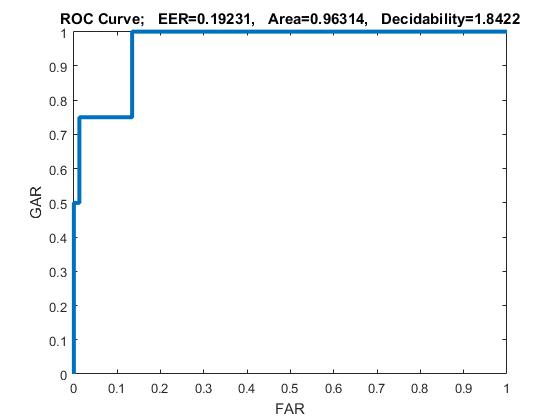 ROC Curve; EER=0.19231, Area=0.96314, Decidability=1.8422
1
0.9
0.8
0.7
0.6
0.5
0.4
0.3
0.2
0.1
0
GAR
0 0.1 0.2 0.3 0.4 0.5 0.6 0.7 0.8 0.9 1
FAR